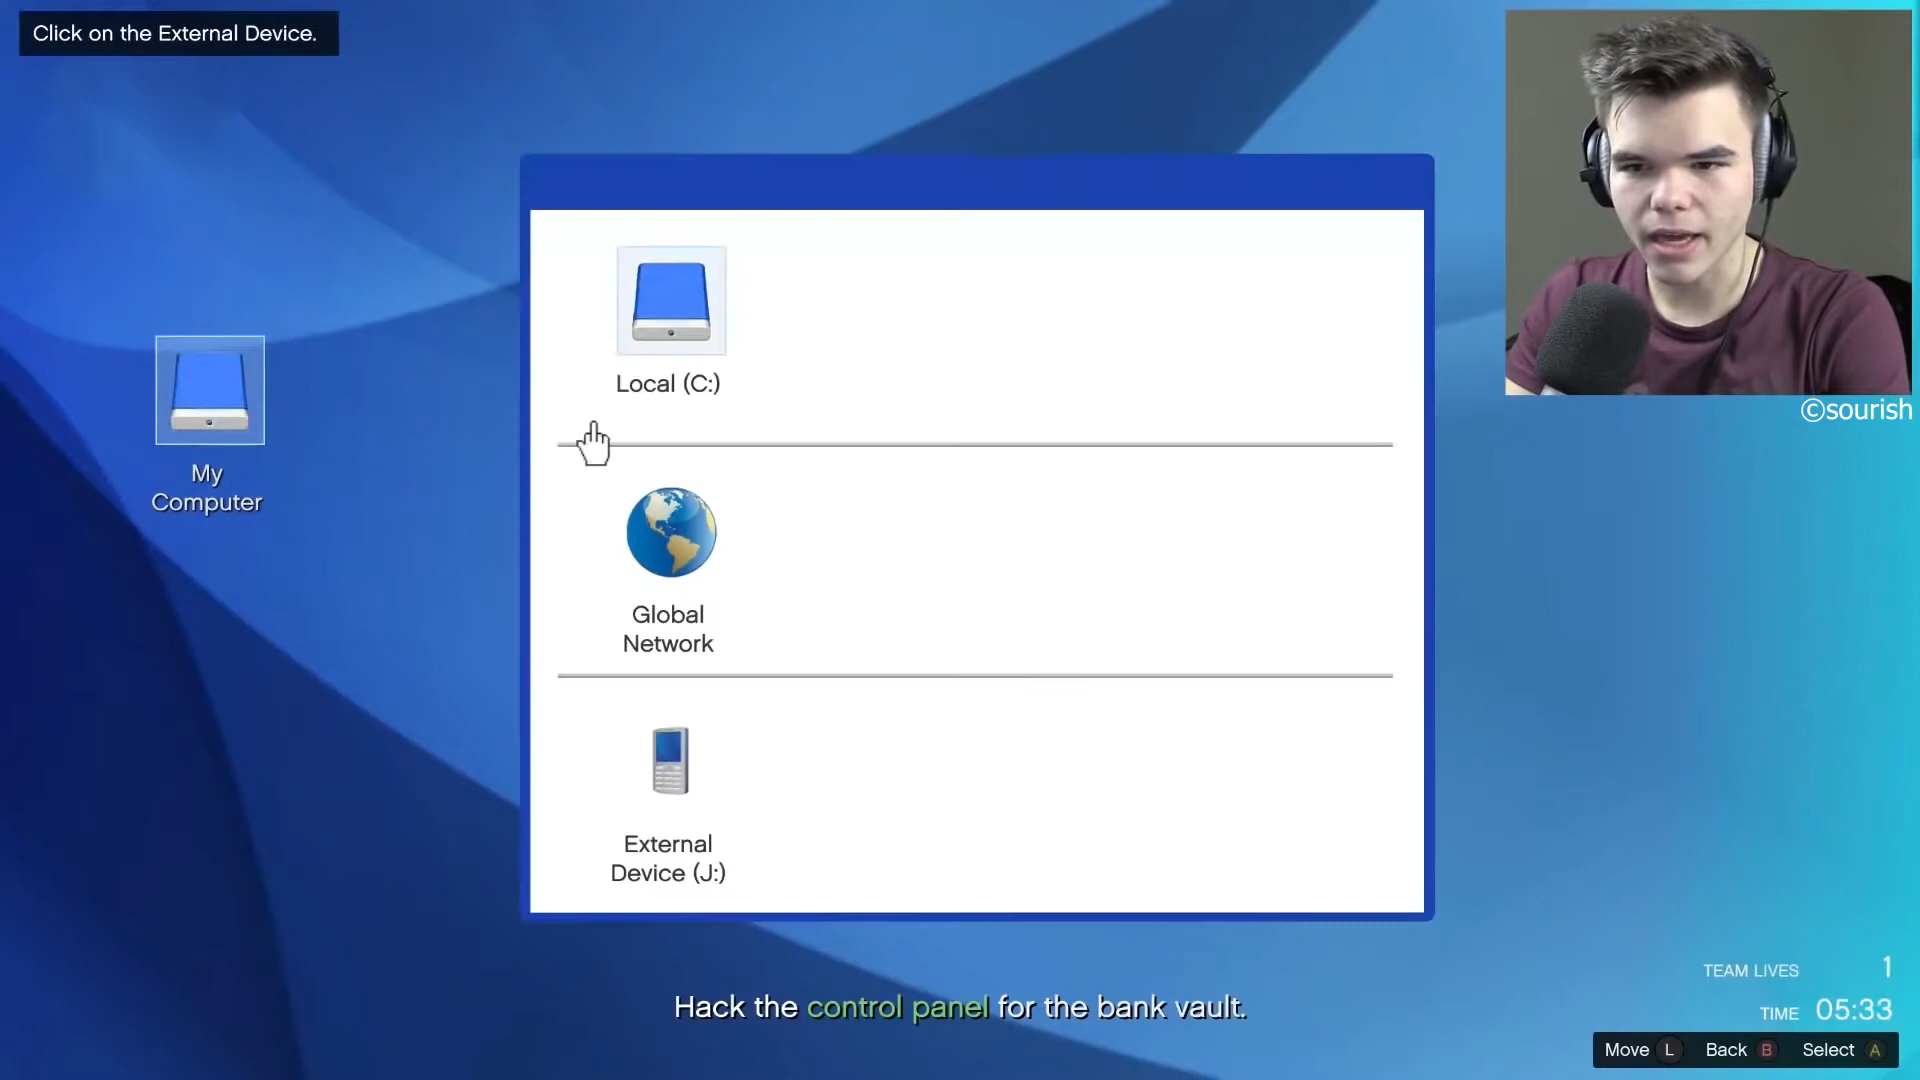 Click on the External Device.
©sourish
Local (C:)
My
Computer
Global
Network
External
Device (J:)
TEAM LIVES 1
Hack the control panel for the bank vault.
TIME 05:33
Move L Back B Select A